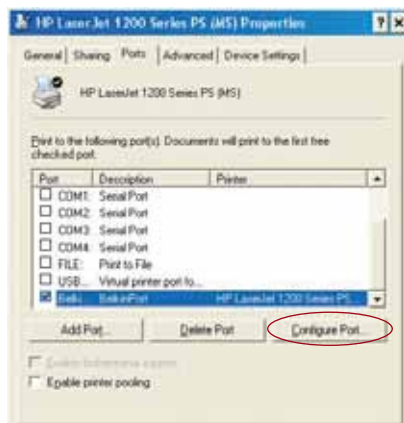 HP LaserJet 1200 Series PS (MS) Properties
General Sharing Ports Advanced Device Settings
HP LaserJet 1200 Series PS (MS)
Print to the following port(s). Documents will print to the first free
checked port.
Port Description Printer
COM1: Serial Port
COM2: Serial Port
COM3: Serial Port
COM4: Serial Port
FILE: Print to File
USB... Virtual printer port fo...
Belki... BelkinPort HP LaserJet 1200 Series PS...
Add Port... Delete Port Configure Port...
Enable bidirectional support
Enable printer pooling